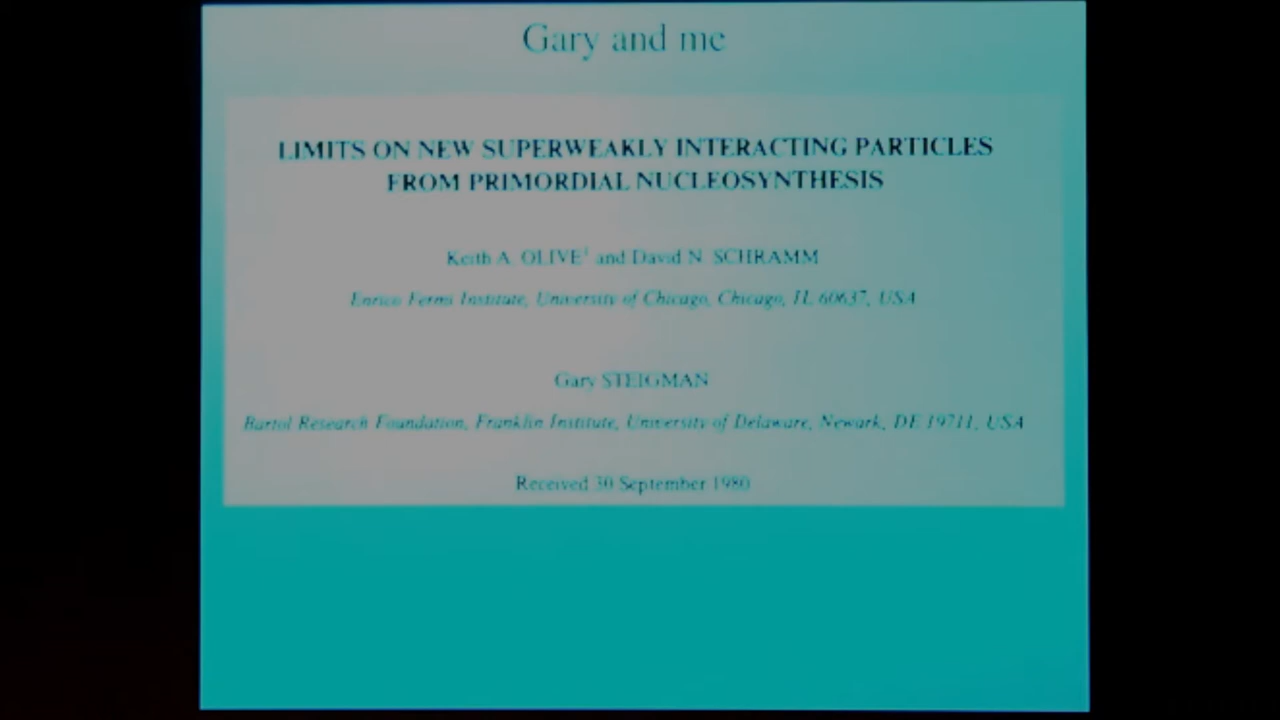 Gary and me
LIMITS ON NEW SUPERWEAKLY INTERACTING PARTICLES
FROM PRIMORDIAL NUCLEOSYNTHESIS
Keith A. OLIVE¹ and David N. SCHRAMM
Enrico Fermi Institute, University of Chicago, Chicago, IL 60637, USA
Gary STEIGMAN
Bartol Research Foundation, Franklin Institute, University of Delaware, Newark, DE 19711, USA
Received 30 September 1980